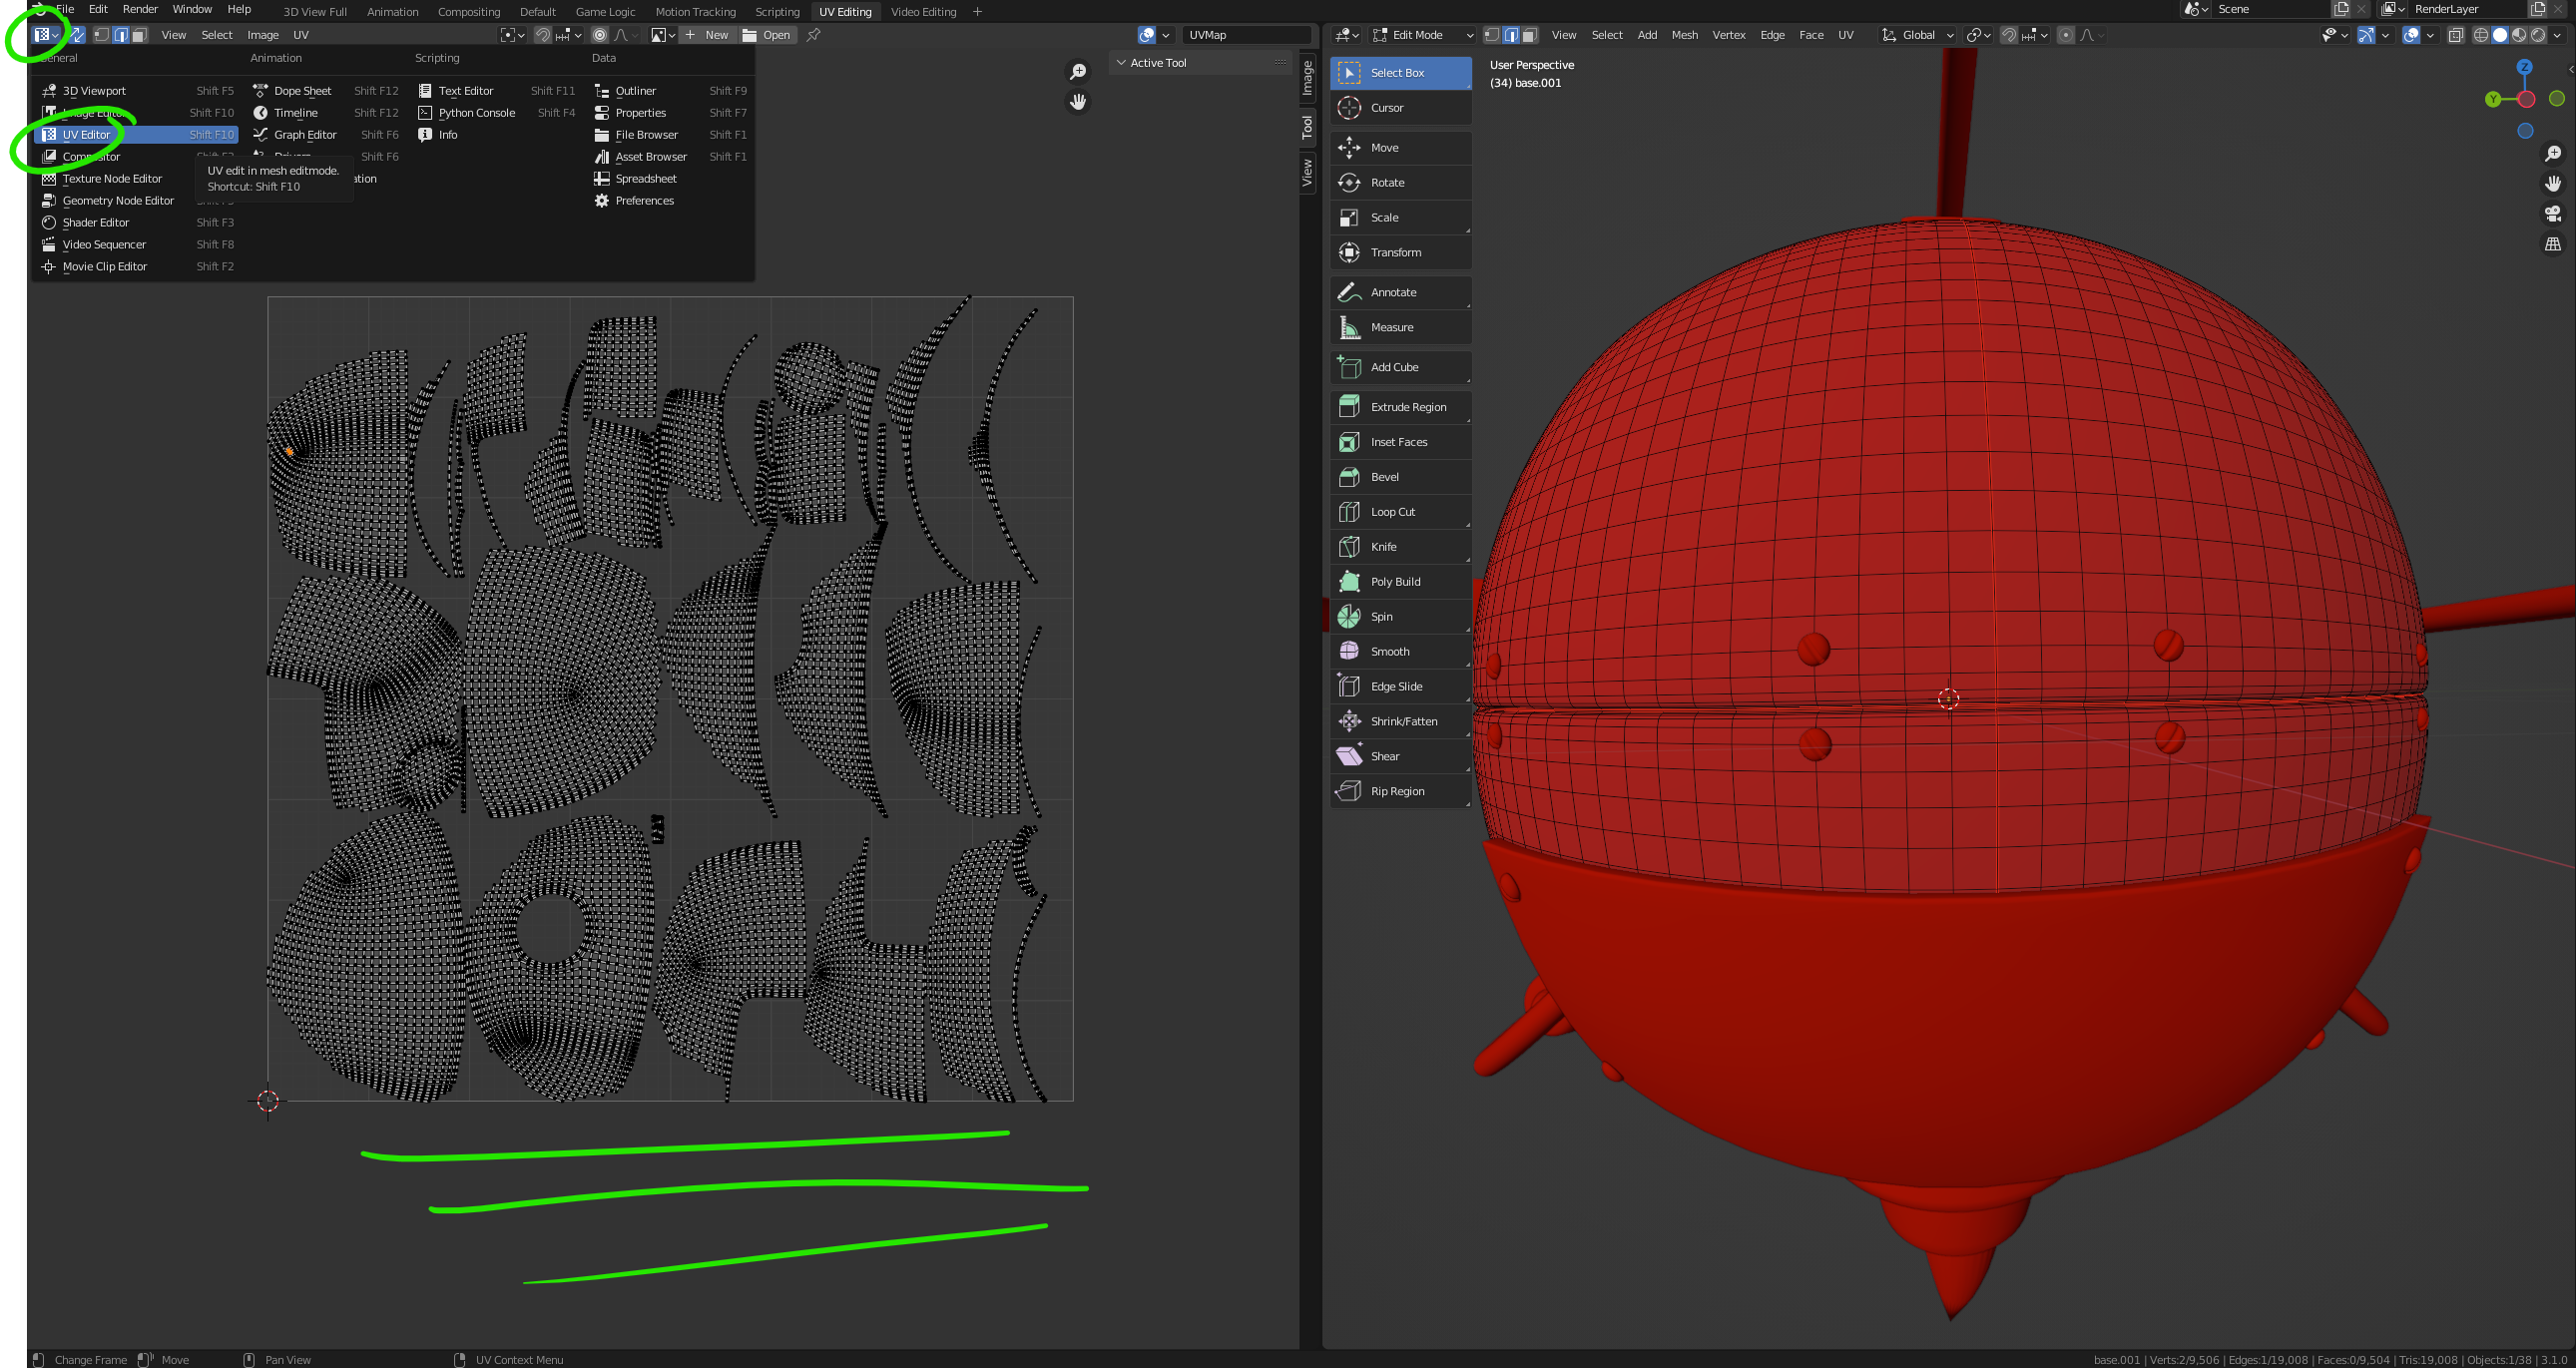 File Edit Render Window Help 3D View Full Animation Compositing Default Game Logic Motion Tracking Scripting UV Editing Video Editing + Scene RenderLayer
View Select Image UV New Open UVMap Edit Mode View Select Add Mesh Vertex Edge Face UV Global
General Animation Scripting Data
3D Viewport Shift F5 Dope Sheet Shift F12 Text Editor Shift F11 Outliner Shift F9
Image Editor Shift F10 Timeline Shift F12 Python Console Shift F4 Properties Shift F7
UV Editor Shift F10 Graph Editor Shift F6 Info File Browser Shift F1
Compositor Shift F3 Drivers Shift F6 Asset Browser Shift F1
Texture Node Editor ation Spreadsheet
Geometry Node Editor Preferences
Shader Editor Shift F3
Video Sequencer Shift F8
Movie Clip Editor Shift F2
UV edit in mesh editmode.
Shortcut: Shift F10
Active Tool
Image
Tool
View
Select Box
Cursor
Move
Rotate
Scale
Transform
Annotate
Measure
Add Cube
Extrude Region
Inset Faces
Bevel
Loop Cut
Knife
Poly Build
Spin
Smooth
Edge Slide
Shrink/Fatten
Shear
Rip Region
User Perspective
(34) base.001
Z
Y
Change Frame Move Pan View UV Context Menu base.001 | Verts:2/9,506 | Edges:1/19,008 | Faces:0/9,504 | Tris:19,008 | Objects:1/38 | 3.1.0